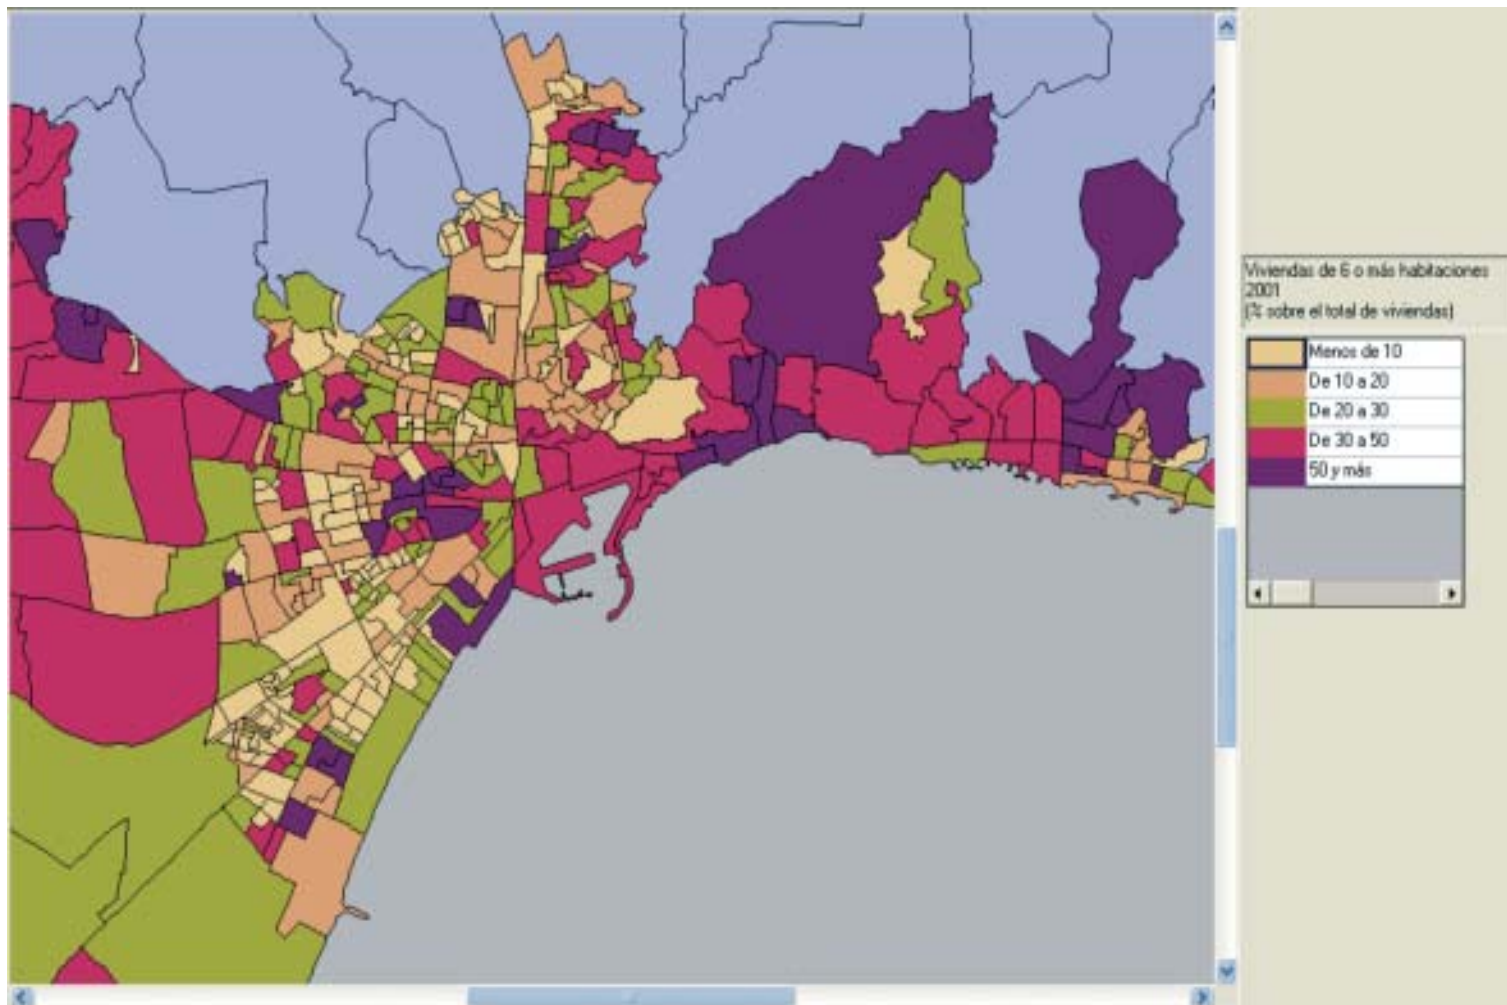 Viviendas de 6 o más habitaciones
2001
(% sobre el total de viviendas)
Menos de 10
De 10 a 20
De 20 a 30
De 30 a 50
50 y más